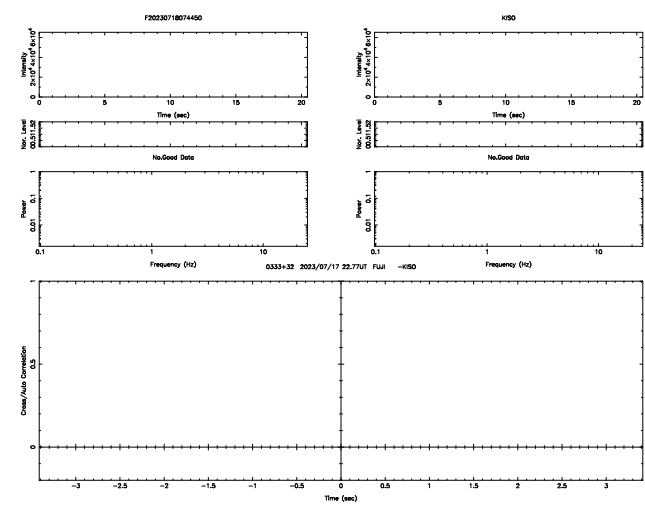 F20230718074450 KISO
Intensity
0 2×10⁴ 4×10⁴ 6×10⁴
0 5 10 15 20
Time (sec)
Intensity
0 2×10⁴ 4×10⁴ 6×10⁴
0 5 10 15 20
Time (sec)
Nor. Level
00.511.52
Nor. Level
00.511.52
No.Good Data
No.Good Data
Power
0.01 0.1 1
0.1 1 10
Frequency (Hz)
Power
0.01 0.1 1
0.1 1 10
Frequency (Hz)
0333+32 2023/07/17 22.77UT FUJI -KISO
Cross/Auto Correlation
0 0.5 1
-3 -2.5 -2 -1.5 -1 -0.5 0 0.5 1 1.5 2 2.5 3
Time (sec)